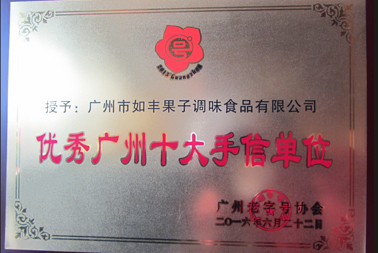 授予：广州市如丰果子调味食品有限公司
优秀广州十大手信单位
广州老字号协会
二〇一六年六月二十二日